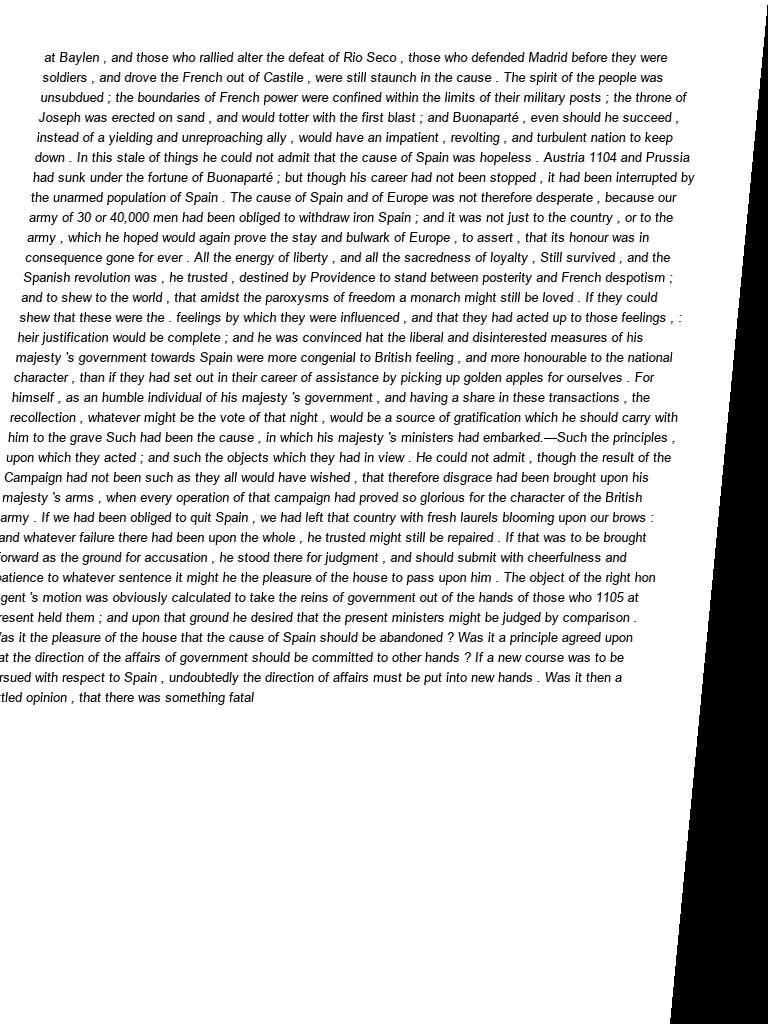 at Baylen , and those who rallied alter the defeat of Rio Seco , those who defended Madrid before they were
soldiers , and drove the French out of Castile , were still staunch in the cause . The spirit of the people was
unsubdued ; the boundaries of French power were confined within the limits of their military posts ; the throne of
Joseph was erected on sand , and would totter with the first blast ; and Buonaparté , even should he succeed ,
instead of a yielding and unreproaching ally , would have an impatient , revolting , and turbulent nation to keep
down . In this stale of things he could not admit that the cause of Spain was hopeless . Austria 1104 and Prussia
had sunk under the fortune of Buonaparté ; but though his career had not been stopped , it had been interrupted by
the unarmed population of Spain . The cause of Spain and of Europe was not therefore desperate , because our
army of 30 or 40,000 men had been obliged to withdraw iron Spain ; and it was not just to the country , or to the
army , which he hoped would again prove the stay and bulwark of Europe , to assert , that its honour was in
consequence gone for ever . All the energy of liberty , and all the sacredness of loyalty , Still survived , and the
Spanish revolution was , he trusted , destined by Providence to stand between posterity and French despotism ;
and to shew to the world , that amidst the paroxysms of freedom a monarch might still be loved . If they could
shew that these were the . feelings by which they were influenced , and that they had acted up to those feelings , :
heir justification would be complete ; and he was convinced hat the liberal and disinterested measures of his
majesty 's government towards Spain were more congenial to British feeling , and more honourable to the national
character , than if they had set out in their career of assistance by picking up golden apples for ourselves . For
himself , as an humble individual of his majesty 's government , and having a share in these transactions , the
recollection , whatever might be the vote of that night , would be a source of gratification which he should carry with
him to the grave Such had been the cause , in which his majesty 's ministers had embarked.—Such the principles ,
upon which they acted ; and such the objects which they had in view . He could not admit , though the result of the
Campaign had not been such as they all would have wished , that therefore disgrace had been brought upon his
majesty 's arms , when every operation of that campaign had proved so glorious for the character of the British
army . If we had been obliged to quit Spain , we had left that country with fresh laurels blooming upon our brows :
and whatever failure there had been upon the whole , he trusted might still be repaired . If that was to be brought
forward as the ground for accusation , he stood there for judgment , and should submit with cheerfulness and
patience to whatever sentence it might he the pleasure of the house to pass upon him . The object of the right hon
gent 's motion was obviously calculated to take the reins of government out of the hands of those who 1105 at
resent held them ; and upon that ground he desired that the present ministers might be judged by comparison .
as it the pleasure of the house that the cause of Spain should be abandoned ? Was it a principle agreed upon
at the direction of the affairs of government should be committed to other hands ? If a new course was to be
rsued with respect to Spain , undoubtedly the direction of affairs must be put into new hands . Was it then a
tled opinion , that there was something fatal